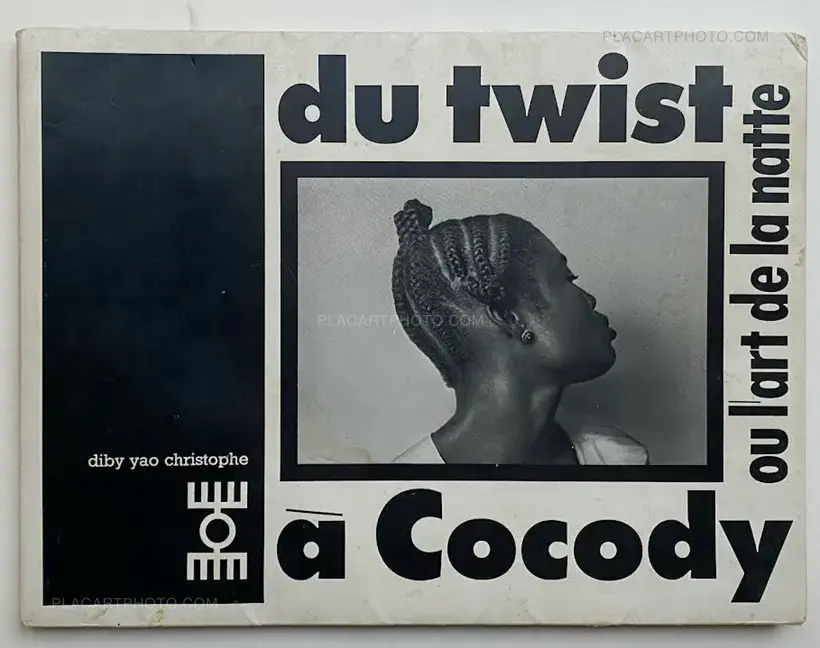 PLACARTPHOTO.COM
du twist
ou l'art de la natte
PLACARTPHOTO.COM
diby yao christophe
à Cocody
PLACARTPHOTO.COM